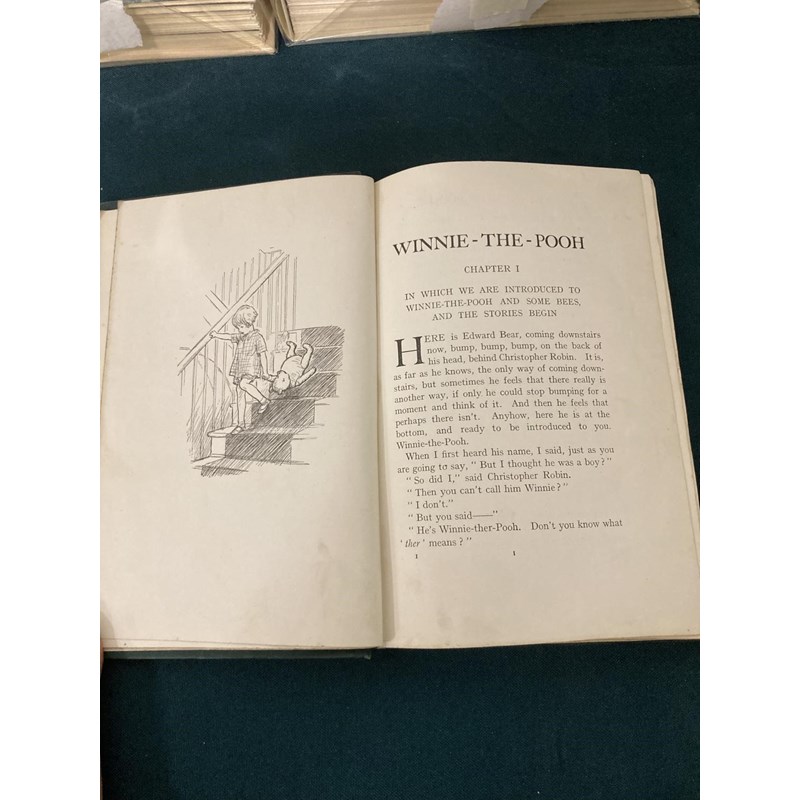 WINNIE-THE-POOH
CHAPTER I
IN WHICH WE ARE INTRODUCED TO
WINNIE-THE-POOH AND SOME BEES,
AND THE STORIES BEGIN
HERE is Edward Bear, coming downstairs
now, bump, bump, bump, on the back of
his head, behind Christopher Robin. It is,
as far as he knows, the only way of coming down-
stairs, but sometimes he feels that there really is
another way, if only he could stop bumping for a
moment and think of it. And then he feels that
perhaps there isn't. Anyhow, here he is at the
bottom, and ready to be introduced to you.
Winnie-the-Pooh.
When I first heard his name, I said, just as you
are going to say, "But I thought he was a boy?"
"So did I," said Christopher Robin.
"Then you can't call him Winnie?"
"I don't."
"But you said——"
"He's Winnie-ther-Pooh. Don't you know what
'ther' means?"
1 1